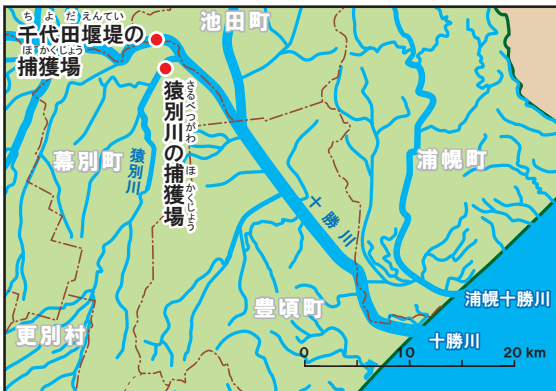 ちよだえんてい
千代田堰堤の
ほかくじょう
捕獲場
さるべつがわ ほかくじょう
猿別川の捕獲場
池田町
幕別町
猿別川
浦幌町
十勝川
豊頃町
更別村
浦幌十勝川
十勝川
0 10 20 km